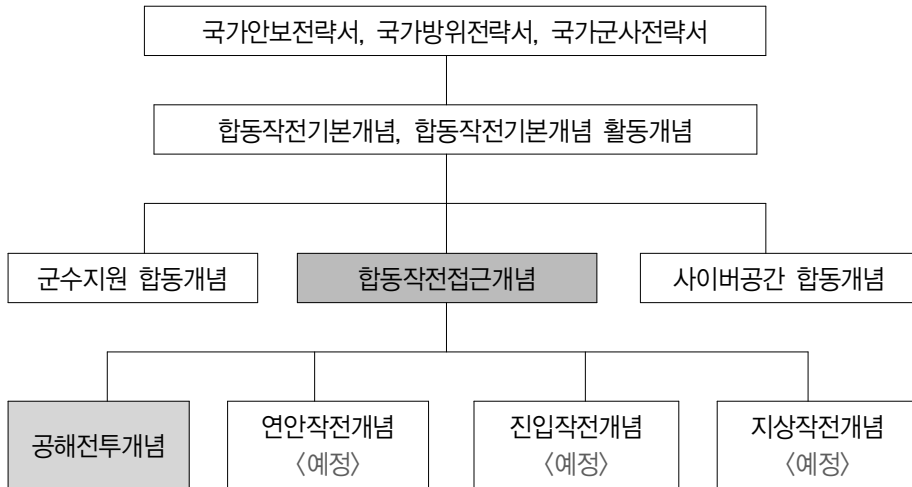 국가안보전략서, 국가방위전략서, 국가군사전략서
합동작전기본개념, 합동작전기본개념 활동개념
군수지원 합동개념
합동작전접근개념
사이버공간 합동개념
공해전투개념
연안작전개념
〈예정〉
진입작전개념
〈예정〉
지상작전개념
〈예정〉